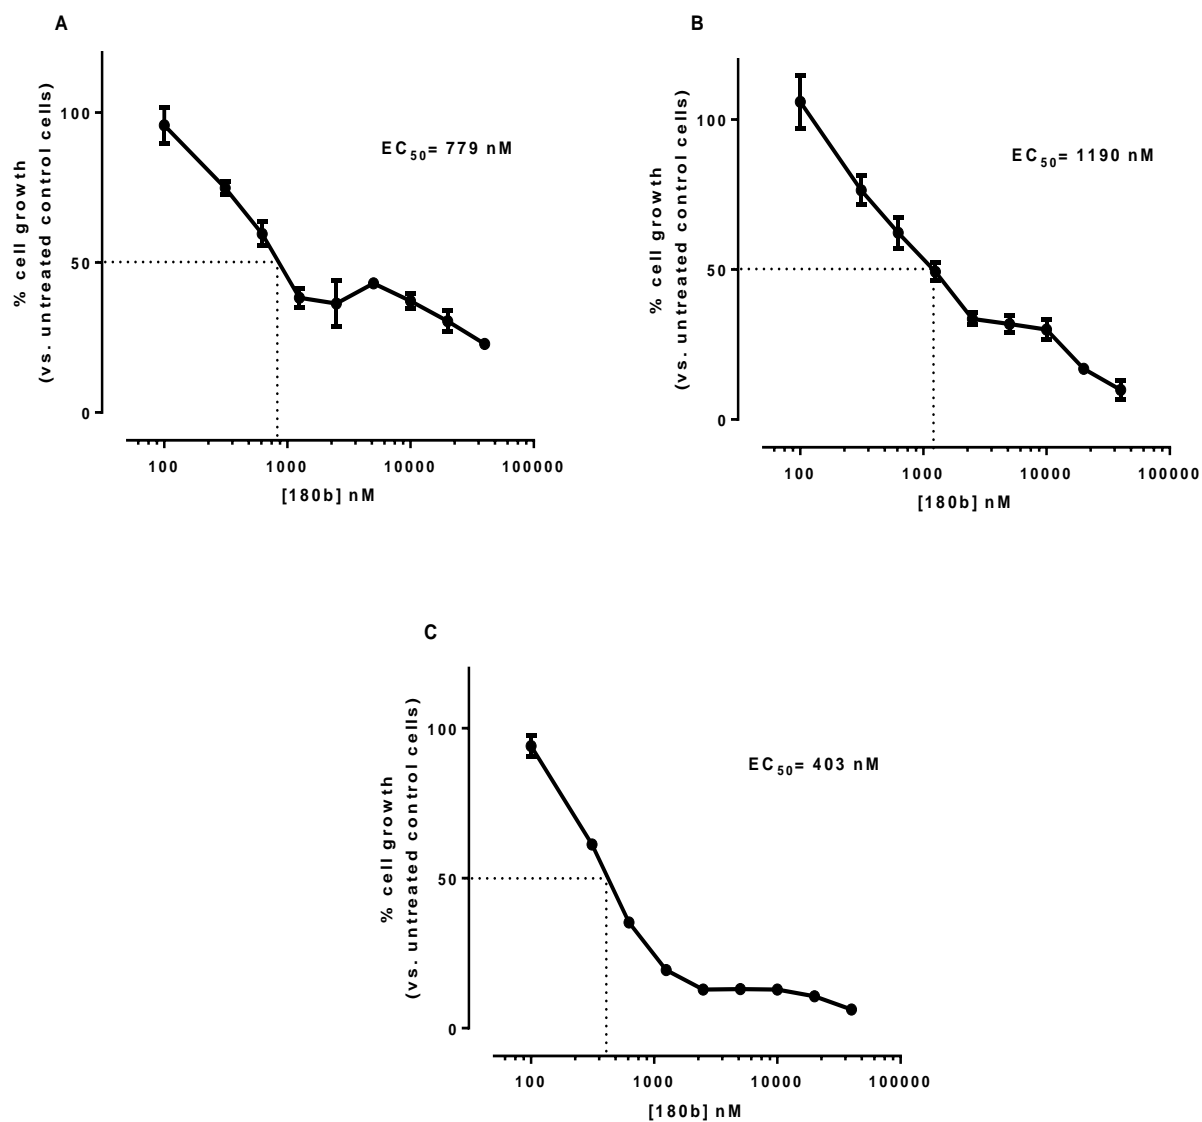 A
% cell growth
(vs. untreated control cells)
100
50
0
EC50= 779 nM
100 1000 10000 100000
[180b] nM
B
% cell growth
(vs. untreated control cells)
100
50
0
EC50= 1190 nM
100 1000 10000 100000
[180b] nM
C
% cell growth
(vs. untreated control cells)
100
50
0
EC50= 403 nM
100 1000 10000 100000
[180b] nM